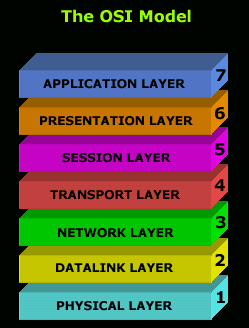 The OSI Model
APPLICATION LAYER 7
PRESENTATION LAYER 6
SESSION LAYER 5
TRANSPORT LAYER 4
NETWORK LAYER 3
DATALINK LAYER 2
PHYSICAL LAYER 1